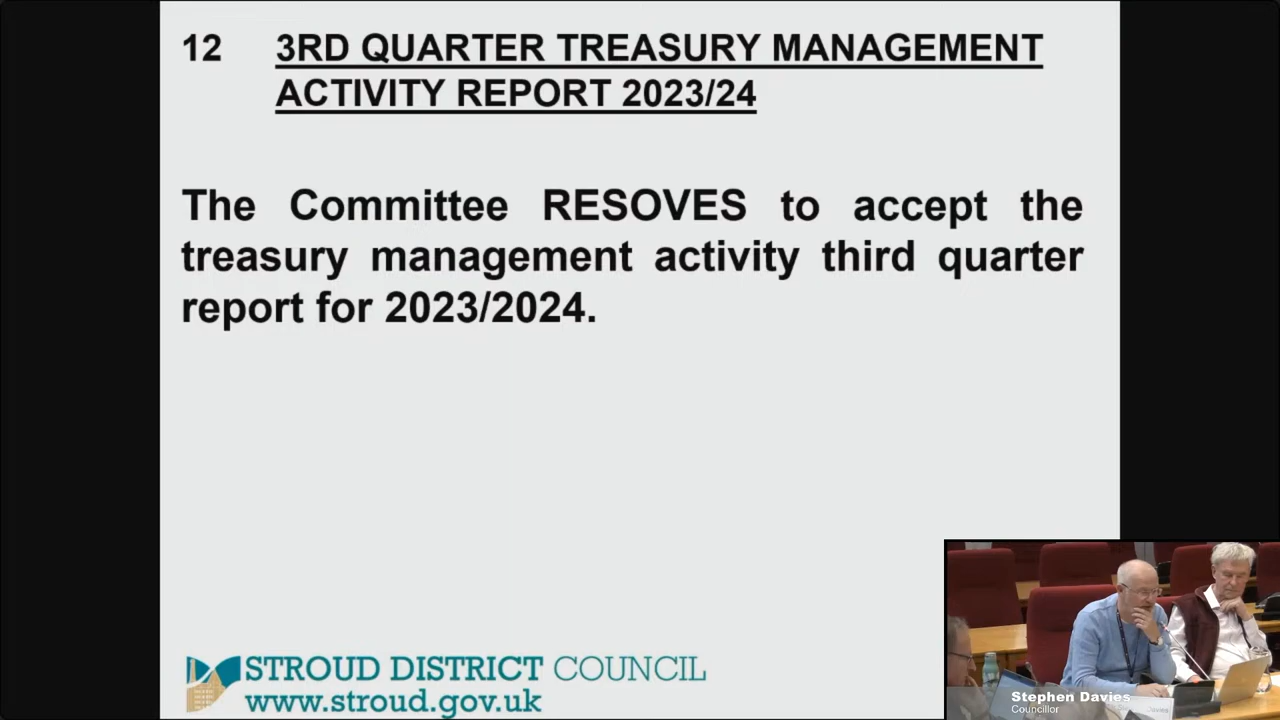 12 3RD QUARTER TREASURY MANAGEMENT
ACTIVITY REPORT 2023/24
The Committee RESOVES to accept the
treasury management activity third quarter
report for 2023/2024.
STROUD DISTRICT COUNCIL
www.stroud.gov.uk
Stephen Davies
Councillor
Davies